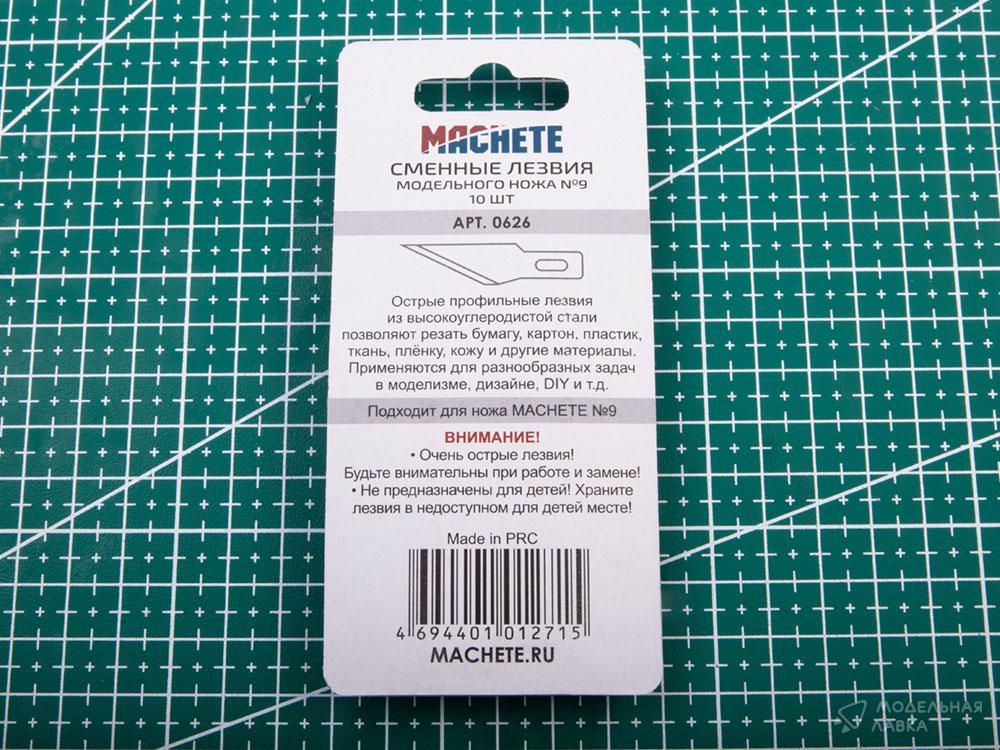 MACHETE
СМЕННЫЕ ЛЕЗВИЯ
МОДЕЛЬНОГО НОЖА №9
10 ШТ
АРТ. 0626
Острые профильные лезвия
из высокоуглеродистой стали
позволяют резать бумагу, картон, пластик,
ткань, плёнку, кожу и другие материалы.
Применяются для разнообразных задач
в моделизме, дизайне, DIY и т.д.
Подходит для ножа MACHETE №9
ВНИМАНИЕ!
• Очень острые лезвия!
Будьте внимательны при работе и замене!
• Не предназначены для детей! Храните
лезвия в недоступном для детей месте!
Made in PRC
4 694401 012715
MACHETE.RU
МОДЕЛЬНАЯ
ЛАВКА